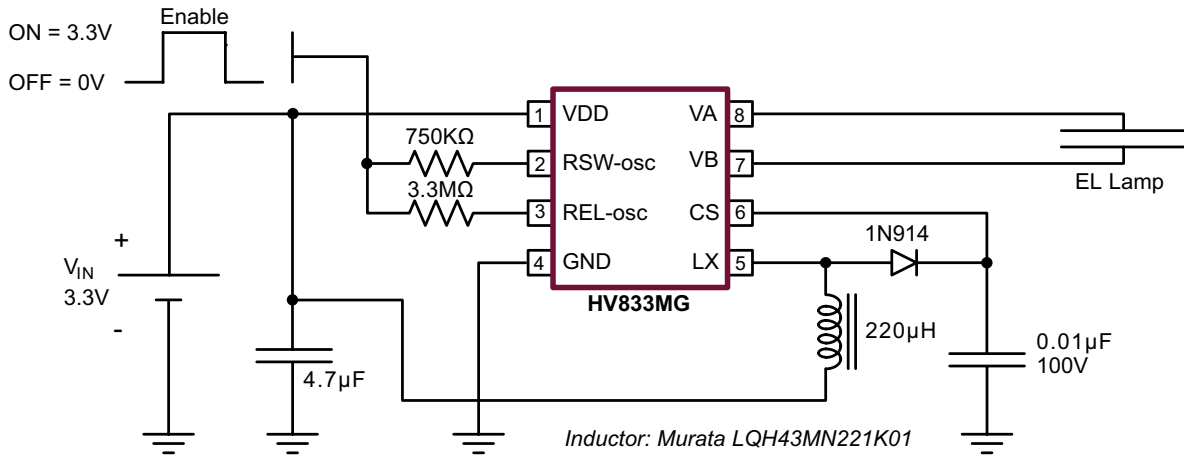 Enable
ON = 3.3V
OFF = 0V
1 VDD VA 8
750KΩ
2 RSW-osc VB 7
3.3MΩ
3 REL-osc CS 6
EL Lamp
1N914
4 GND LX 5
HV833MG
+
VIN
3.3V
-
220µH
0.01µF
100V
4.7µF
Inductor: Murata LQH43MN221K01